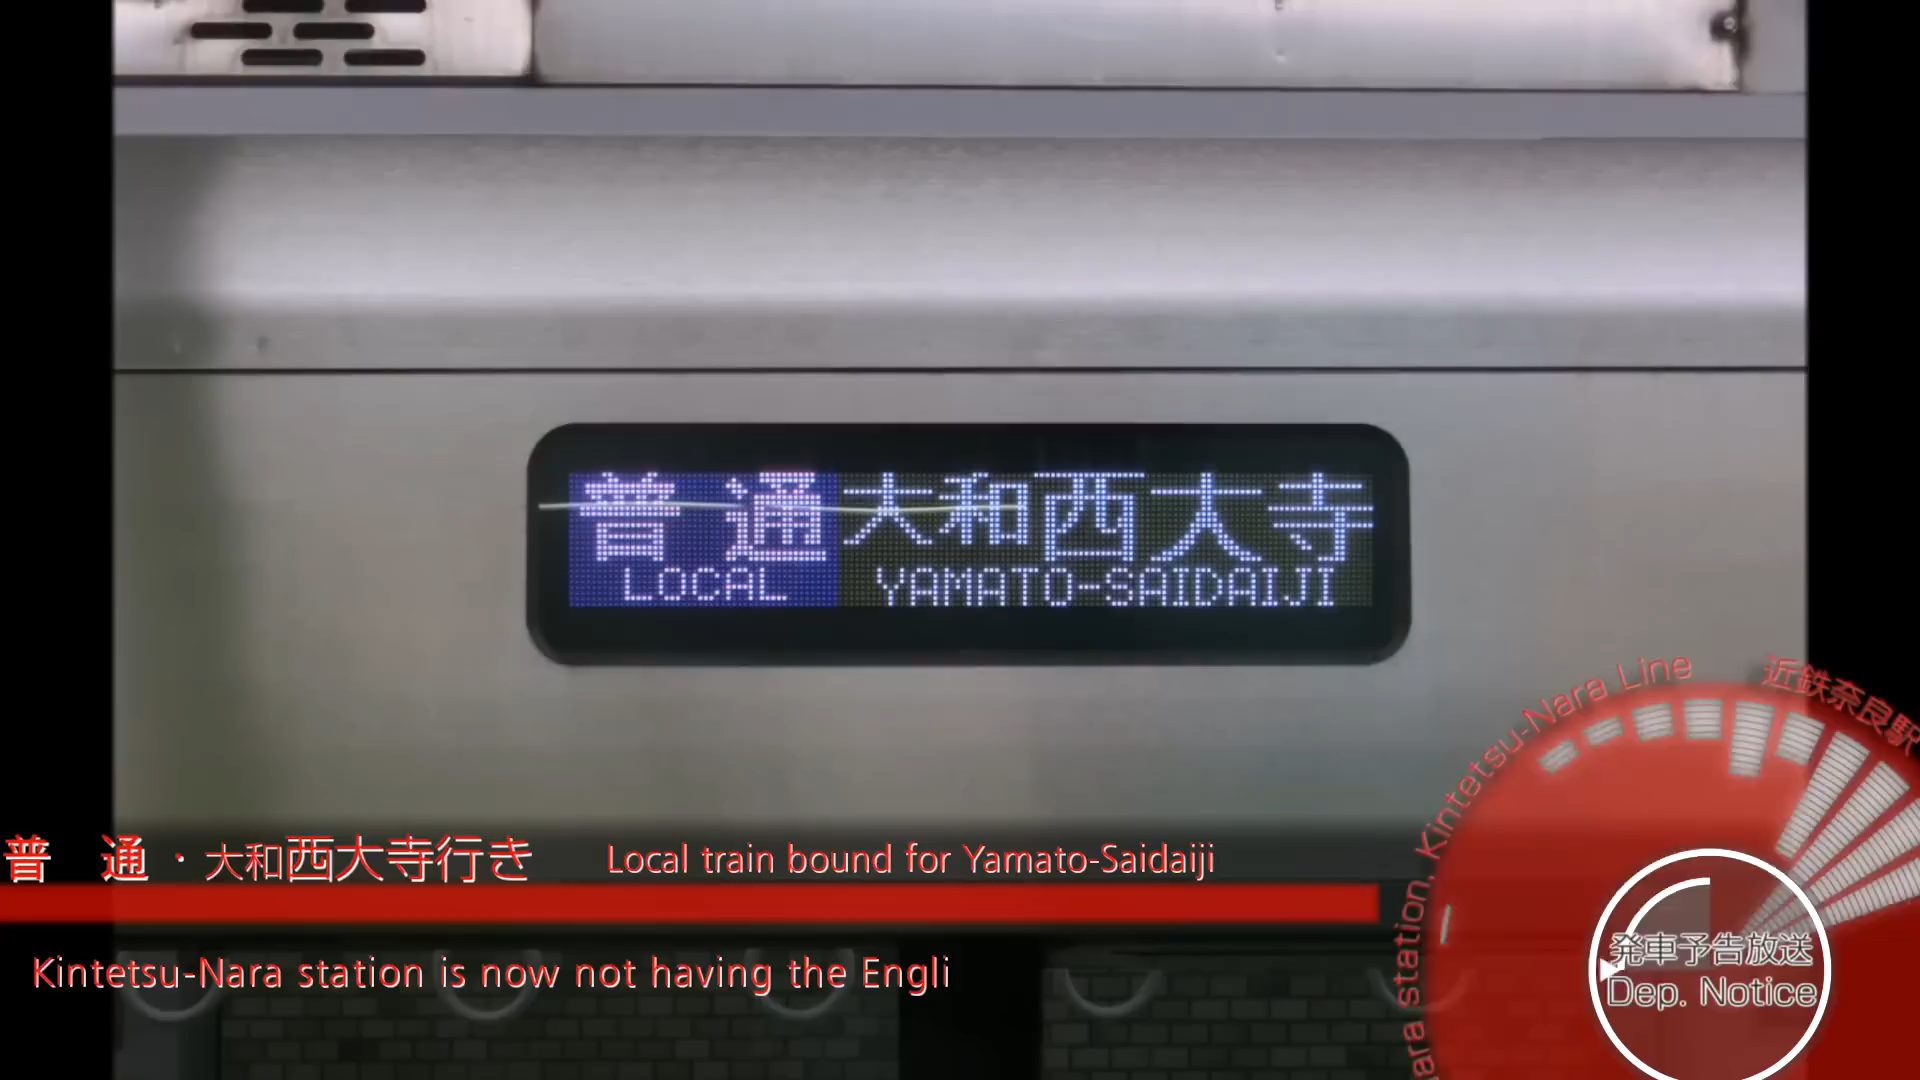 普通 大和西大寺
LOCAL YAMATO-SAIDAIJI
普　通・大和西大寺行き Local train bound for Yamato-Saidaiji
Kintetsu-Nara station is now not having the Engli
ara station, Kintetsu-Nara Line
近鉄奈良駅
発車予告放送
Dep. Notice